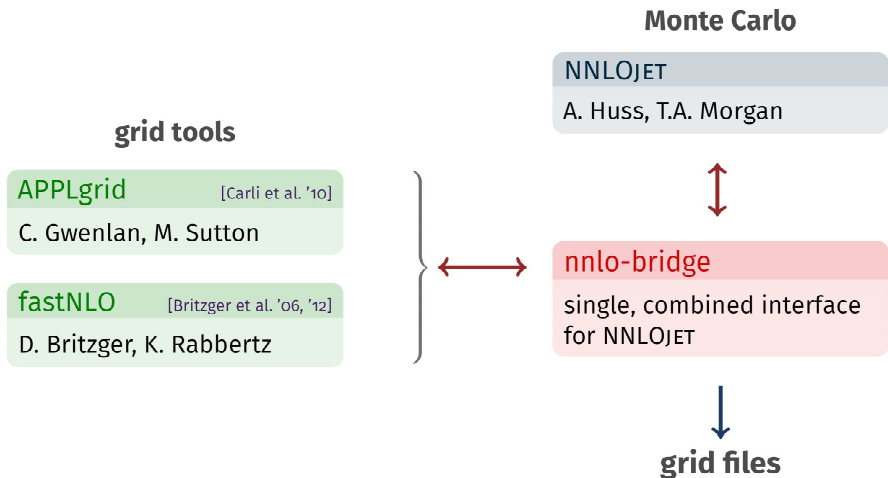 Monte Carlo
NNLOJET
A. Huss, T.A. Morgan
grid tools
APPLgrid [Carli et al. '10]
C. Gwenlan, M. Sutton
fastNLO [Britzger et al. '06, '12]
D. Britzger, K. Rabbertz
nnlo-bridge
single, combined interface
for NNLOJET
grid files